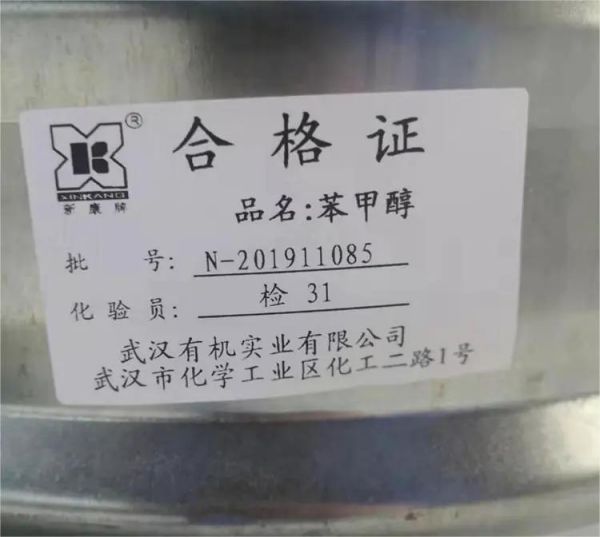 合格证
R
XK
XINKANG
新康牌
品名:苯甲醇
批 号: N-201911085
化验员: 检 31
武汉有机实业有限公司
武汉市化学工业区化工二路1号